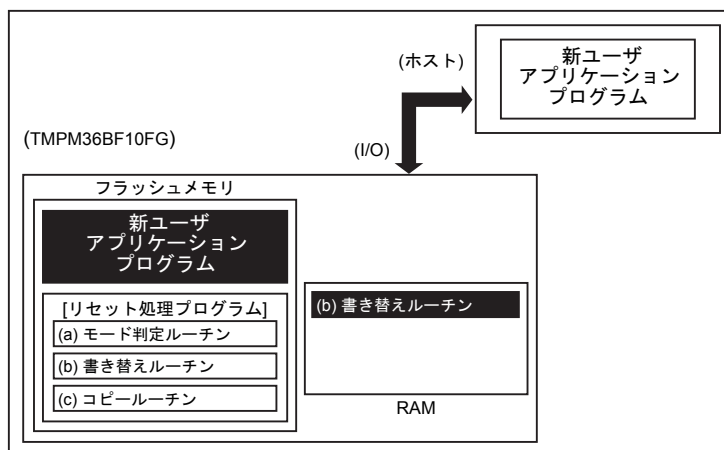 (ホスト)
新ユーザ
アプリケーション
プログラム
(TMPM36BF10FG)
(I/O)
フラッシュメモリ
新ユーザ
アプリケーション
プログラム
[リセット処理プログラム]
(a) モード判定ルーチン
(b) 書き替えルーチン
(c) コピールーチン
(b) 書き替えルーチン
RAM